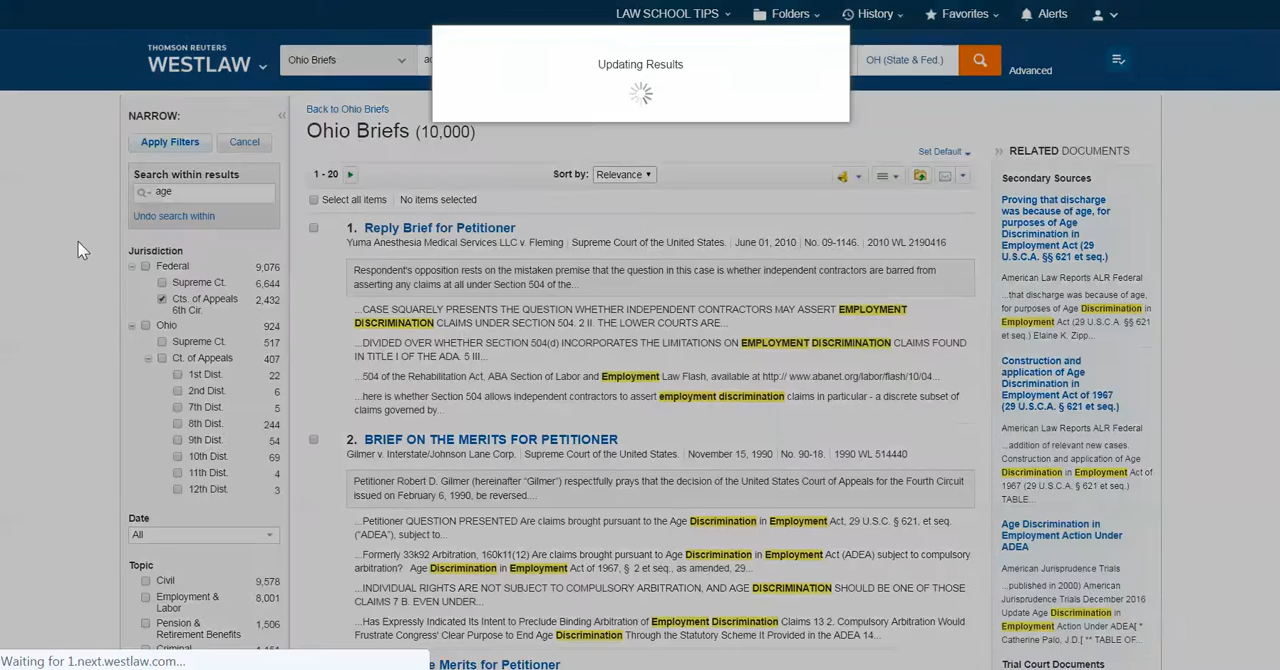 LAW SCHOOL TIPS Folders History Favorites Alerts
THOMSON REUTERS
WESTLAW
Ohio Briefs
OH (State & Fed.)
Advanced
Updating Results
NARROW:
Apply Filters Cancel
Search within results
age
Undo search within
Jurisdiction
Federal 9,076
Supreme Ct. 6,644
Cts. of Appeals 2,432
6th Cir.
Ohio 924
Supreme Ct. 517
Ct. of Appeals 407
1st Dist. 22
2nd Dist. 6
7th Dist. 5
8th Dist. 244
9th Dist. 54
10th Dist. 69
11th Dist. 4
12th Dist. 3
Date
All
Topic
Civil 9,578
Employment & 8,001
Labor
Pension & 1,506
Retirement Benefits
Back to Ohio Briefs
Ohio Briefs (10,000)
Set Default
1 - 20
Sort by: Relevance
Select all items No items selected
1. Reply Brief for Petitioner
Yuma Anesthesia Medical Services LLC v. Fleming | Supreme Court of the United States. | June 01, 2010 | No. 09-1146. | 2010 WL 2190416
Respondent's opposition rests on the mistaken premise that the question in this case is whether independent contractors are barred from
asserting any claims at all under Section 504 of the...
...CASE SQUARELY PRESENTS THE QUESTION WHETHER INDEPENDENT CONTRACTORS MAY ASSERT EMPLOYMENT
DISCRIMINATION CLAIMS UNDER SECTION 504. 2 II. THE LOWER COURTS ARE...
...DIVIDED OVER WHETHER SECTION 504(d) INCORPORATES THE LIMITATIONS ON EMPLOYMENT DISCRIMINATION CLAIMS FOUND
IN TITLE I OF THE ADA. 5 III...
...504 of the Rehabilitation Act, ABA Section of Labor and Employment Law Flash, available at http:// www.abanet.org/labor/flash/10/04...
...here is whether Section 504 allows independent contractors to assert employment discrimination claims in particular - a discrete subset of
claims governed by...
2. BRIEF ON THE MERITS FOR PETITIONER
Gilmer v. Interstate/Johnson Lane Corp. | Supreme Court of the United States. | November 15, 1990 | No. 90-18. | 1990 WL 514440
Petitioner Robert D. Gilmer (hereinafter “Gilmer”) respectfully prays that the decision of the United States Court of Appeals for the Fourth Circuit
issued on February 6, 1990, be reversed....
...Petitioner QUESTION PRESENTED Are claims brought pursuant to the Age Discrimination in Employment Act, 29 U.S.C. § 621, et seq.
(“ADEA”), subject to...
...Formerly 33k92 Arbitration, 160k11(12) Are claims brought pursuant to Age Discrimination in Employment Act (ADEA) subject to compulsory
arbitration? Age Discrimination in Employment Act of 1967, § 2 et seq., as amended, 29...
...INDIVIDUAL RIGHTS ARE NOT SUBJECT TO COMPULSORY ARBITRATION, AND AGE DISCRIMINATION SHOULD BE ONE OF THOSE
CLAIMS 7 B. EVEN UNDER...
...Has Expressly Indicated Its Intent to Preclude Binding Arbitration of Employment Discrimination Claims 13 2. Compulsory Arbitration Would
Frustrate Congress' Clear Purpose to End Age Discrimination Through the Statutory Scheme It Provided in the ADEA 14...
Merits for Petitioner
RELATED DOCUMENTS
Secondary Sources
Proving that discharge
was because of age, for
purposes of Age
Discrimination in
Employment Act (29
U.S.C.A. §§ 621 et seq.)
American Law Reports ALR Federal
...that discharge was because of age,
for purposes of Age Discrimination in
Employment Act (29 U.S.C.A. §§ 621
et seq.) Elaine K. Zipp...
Construction and
application of Age
Discrimination in
Employment Act of 1967
(29 U.S.C.A. § 621 et seq.)
American Law Reports ALR Federal
...addition of relevant new cases.
Construction and application of Age
Discrimination in Employment Act of
1967 (29 U.S.C.A. § 621 et seq.)
TABLE...
Age Discrimination in
Employment Action Under
ADEA
American Jurisprudence Trials
...published in 2000) American
Jurisprudence Trials December 2016
Update Age Discrimination in
Employment Action Under ADEA[ *
Catherine Palo, J.D.[ ** TABLE OF...
Trial Court Documents
Waiting for 1.next.westlaw.com...